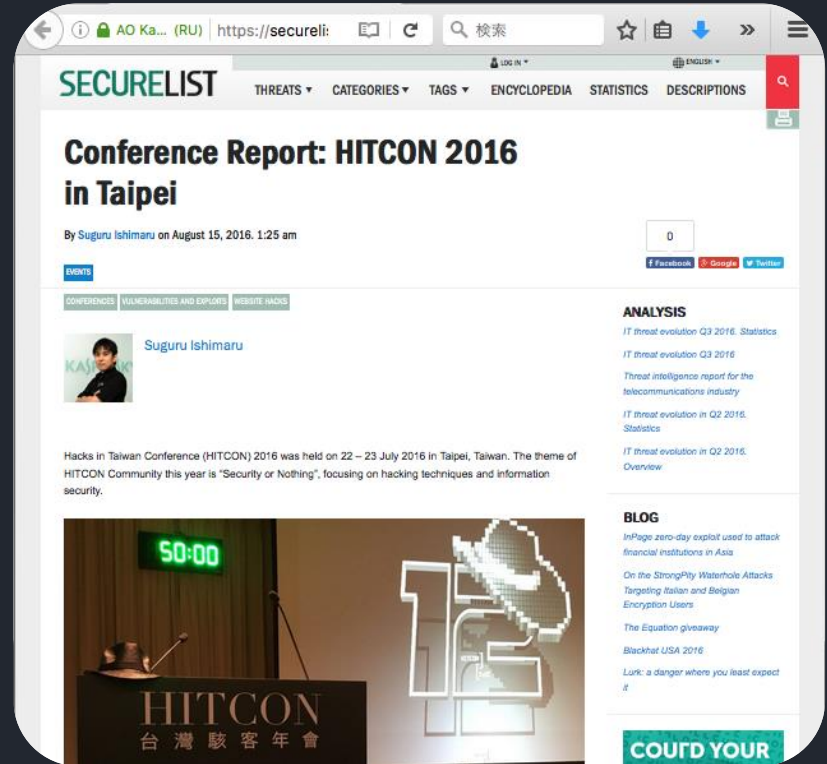 AO Ka... (RU) https://secureli: 検索
LOG IN ENGLISH
SECURELIST THREATS CATEGORIES TAGS ENCYCLOPEDIA STATISTICS DESCRIPTIONS
Conference Report: HITCON 2016
in Taipei
By Suguru Ishimaru on August 15, 2016. 1:25 am
0
Facebook Google Twitter
EVENTS
CONFERENCES VULNERABILITIES AND EXPLOITS WEBSITE HACKS
Suguru Ishimaru
Hacks in Taiwan Conference (HITCON) 2016 was held on 22 – 23 July 2016 in Taipei, Taiwan. The theme of
HITCON Community this year is "Security or Nothing", focusing on hacking techniques and information
security.
50:00
12
HITCON
台灣駭客年會
ANALYSIS
IT threat evolution Q3 2016. Statistics
IT threat evolution Q3 2016
Threat intelligence report for the
telecommunications industry
IT threat evolution in Q2 2016.
Statistics
IT threat evolution in Q2 2016.
Overview
BLOG
InPage zero-day exploit used to attack
financial institutions in Asia
On the StrongPity Waterhole Attacks
Targeting Italian and Belgian
Encryption Users
The Equation giveaway
Blackhat USA 2016
Lurk: a danger where you least expect
it
COULD YOUR